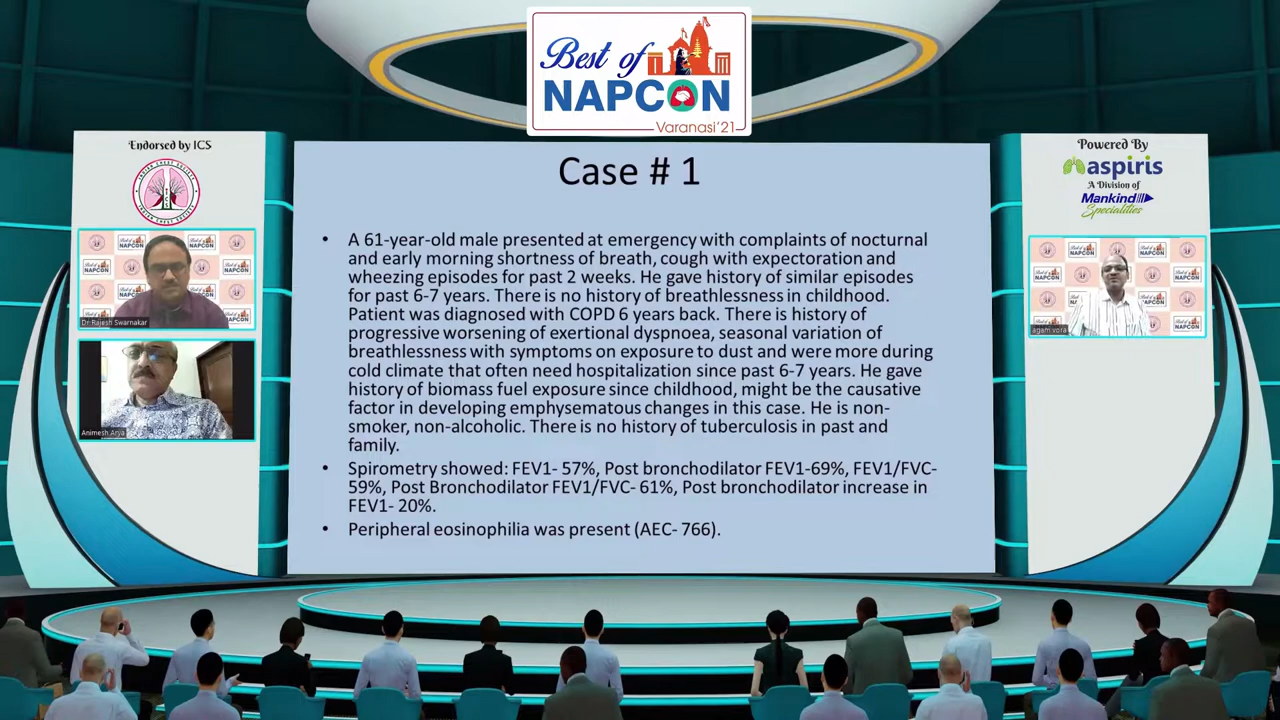 Best of
NAPCON
Varanasi'21
Endorsed by ICS
Powered By
aspiris
A Division of
Mankind
Specialities
Dr Rajesh Swarnakar
Animesh Arya
agam vora
Case # 1
• A 61-year-old male presented at emergency with complaints of nocturnal
and early morning shortness of breath, cough with expectoration and
wheezing episodes for past 2 weeks. He gave history of similar episodes
for past 6-7 years. There is no history of breathlessness in childhood.
Patient was diagnosed with COPD 6 years back. There is history of
progressive worsening of exertional dyspnoea, seasonal variation of
breathlessness with symptoms on exposure to dust and were more during
cold climate that often need hospitalization since past 6-7 years. He gave
history of biomass fuel exposure since childhood, might be the causative
factor in developing emphysematous changes in this case. He is non-
smoker, non-alcoholic. There is no history of tuberculosis in past and
family.
• Spirometry showed: FEV1- 57%, Post bronchodilator FEV1-69%, FEV1/FVC-
59%, Post Bronchodilator FEV1/FVC- 61%, Post bronchodilator increase in
FEV1- 20%.
• Peripheral eosinophilia was present (AEC- 766).